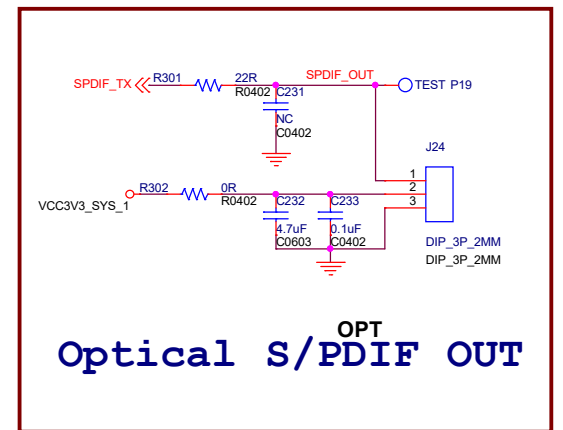 SPDIF_TX R301 22R SPDIF_OUT TEST P19
R0402 C231
NC
C0402
J24
1
2
3
VCC3V3_SYS_1 R302 0R
R0402 C232 C233
4.7uF 0.1uF
C0603 C0402
DIP_3P_2MM
DIP_3P_2MM
OPT
Optical S/PDIF OUT